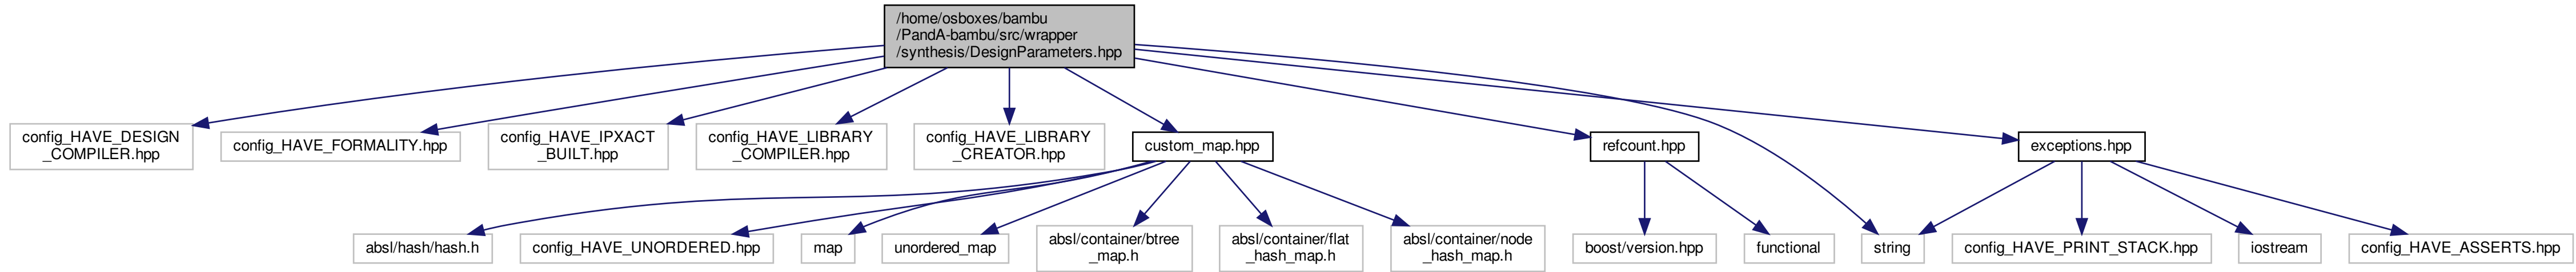 /home/osboxes/bambu
/PandA-bambu/src/wrapper
/synthesis/DesignParameters.hpp
config_HAVE_DESIGN
_COMPILER.hpp
config_HAVE_FORMALITY.hpp
config_HAVE_IPXACT
_BUILT.hpp
config_HAVE_LIBRARY
_COMPILER.hpp
config_HAVE_LIBRARY
_CREATOR.hpp
custom_map.hpp
refcount.hpp
exceptions.hpp
absl/hash/hash.h
config_HAVE_UNORDERED.hpp
map
unordered_map
absl/container/btree
_map.h
absl/container/flat
_hash_map.h
absl/container/node
_hash_map.h
boost/version.hpp
functional
string
config_HAVE_PRINT_STACK.hpp
iostream
config_HAVE_ASSERTS.hpp